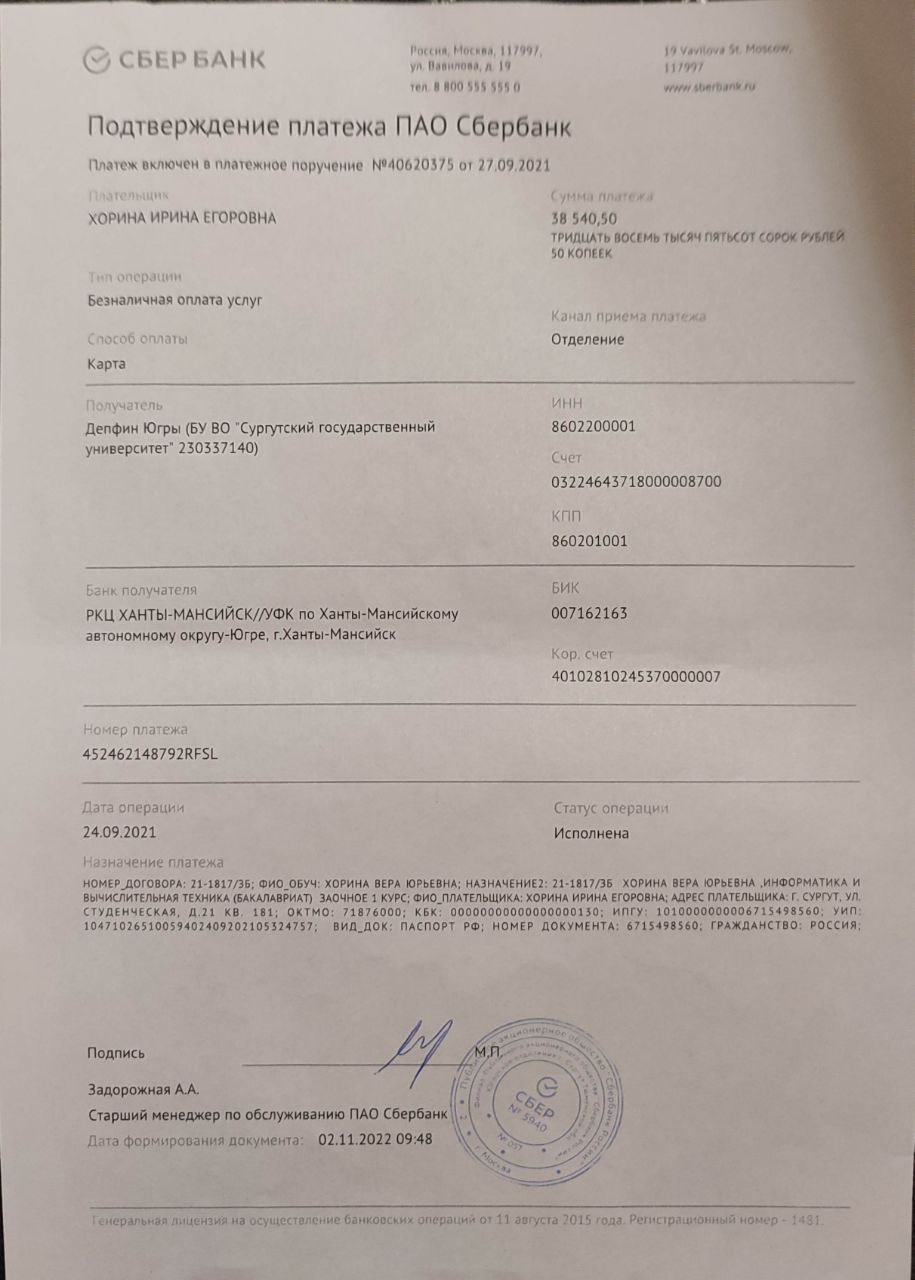 СБЕР БАНК
Россия, Москва, 117997,
ул. Вавилова, д. 19
тел. 8 800 555 555 0
19 Vavilova St. Moscow,
117997
www.sberbank.ru
Подтверждение платежа ПАО Сбербанк
Платеж включен в платежное поручение №40620375 от 27.09.2021
Плательщик
ХОРИНА ИРИНА ЕГОРОВНА
Сумма платежа
38 540,50
ТРИДЦАТЬ ВОСЕМЬ ТЫСЯЧ ПЯТЬСОТ СОРОК РУБЛЕЙ
50 КОПЕЕК
Тип операции
Безналичная оплата услуг
Канал приема платежа
Отделение
Способ оплаты
Карта
Получатель
Депфин Югры (БУ ВО "Сургутский государственный
университет" 230337140)
ИНН
8602200001
Счет
03224643718000008700
КПП
860201001
Банк получателя
РКЦ ХАНТЫ-МАНСИЙСК//УФК по Ханты-Мансийскому
автономному округу-Югре, г.Ханты-Мансийск
БИК
007162163
Кор. счет
40102810245370000007
Номер платежа
452462148792RFSL
Дата операции
24.09.2021
Статус операции
Исполнена
Назначение платежа
НОМЕР_ДОГОВОРА: 21-1817/ЗБ; ФИО_ОБУЧ: ХОРИНА ВЕРА ЮРЬЕВНА; НАЗНАЧЕНИЕ2: 21-1817/ЗБ ХОРИНА ВЕРА ЮРЬЕВНА ,ИНФОРМАТИКА И
ВЫЧИСЛИТЕЛЬНАЯ ТЕХНИКА (БАКАЛАВРИАТ) ЗАОЧНОЕ 1 КУРС; ФИО_ПЛАТЕЛЬЩИКА: ХОРИНА ИРИНА ЕГОРОВНА; АДРЕС ПЛАТЕЛЬЩИКА: Г. СУРГУТ, УЛ.
СТУДЕНЧЕСКАЯ, Д.21 КВ. 181; ОКТМО: 71876000; КБК: 00000000000000000130; ИПГУ: 1010000000006715498560; УИП:
10471026510059402409202105324757; ВИД_ДОК: ПАСПОРТ РФ; НОМЕР ДОКУМЕНТА: 6715498560; ГРАЖДАНСТВО: РОССИЯ;
Подпись
М.П.
Задорожная А.А.
Старший менеджер по обслуживанию ПАО Сбербанк
Дата формирования документа: 02.11.2022 09:48
Публичное акционерное общество "Сбербанк России"
г. Москва
СБЕР
№ 5940
№ 057
Генеральная лицензия на осуществление банковских операций от 11 августа 2015 года. Регистрационный номер - 1481.